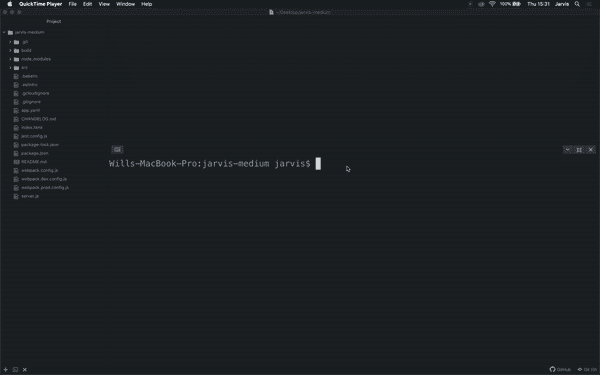 QuickTime Player File Edit View Window Help 100% Thu 15:31 Jarvis
~/Desktop/jarvis-medium
Project
jarvis-medium
.git
build
node_modules
src
.babelrc
.eslintrc
.gcloudignore
.gitignore
app.yaml
CHANGELOG.md
index.html
jest.config.js
package-lock.json
package.json
README.md
webpack.config.js
webpack.dev.config.js
webpack.prod.config.js
server.js
Wills-MacBook-Pro:jarvis-medium jarvis$
GitHub